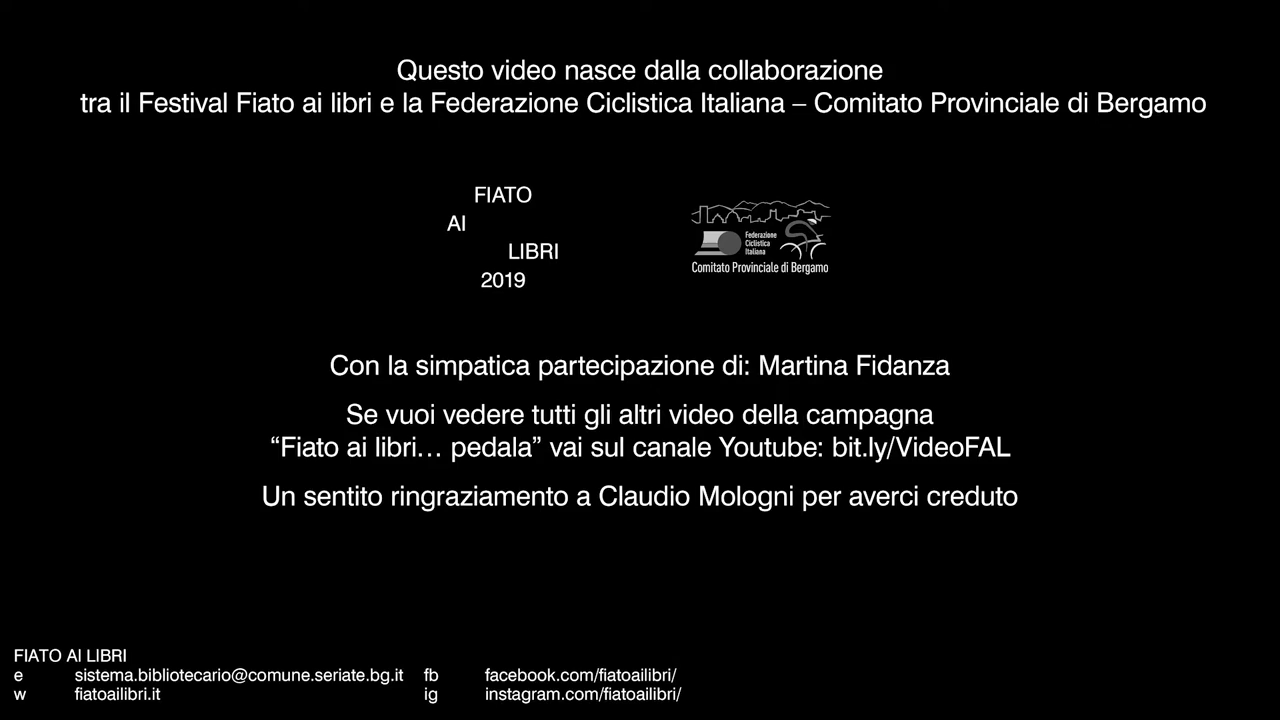 Questo video nasce dalla collaborazione
tra il Festival Fiato ai libri e la Federazione Ciclistica Italiana – Comitato Provinciale di Bergamo
FIATO
AI
LIBRI
2019
Federazione
Ciclistica
Italiana
Comitato Provinciale di Bergamo
Con la simpatica partecipazione di: Martina Fidanza
Se vuoi vedere tutti gli altri video della campagna
“Fiato ai libri… pedala” vai sul canale Youtube: bit.ly/VideoFAL
Un sentito ringraziamento a Claudio Mologni per averci creduto
FIATO AI LIBRI
e sistema.bibliotecario@comune.seriate.bg.it fb facebook.com/fiatoailibri/
w fiatoailibri.it ig instagram.com/fiatoailibri/